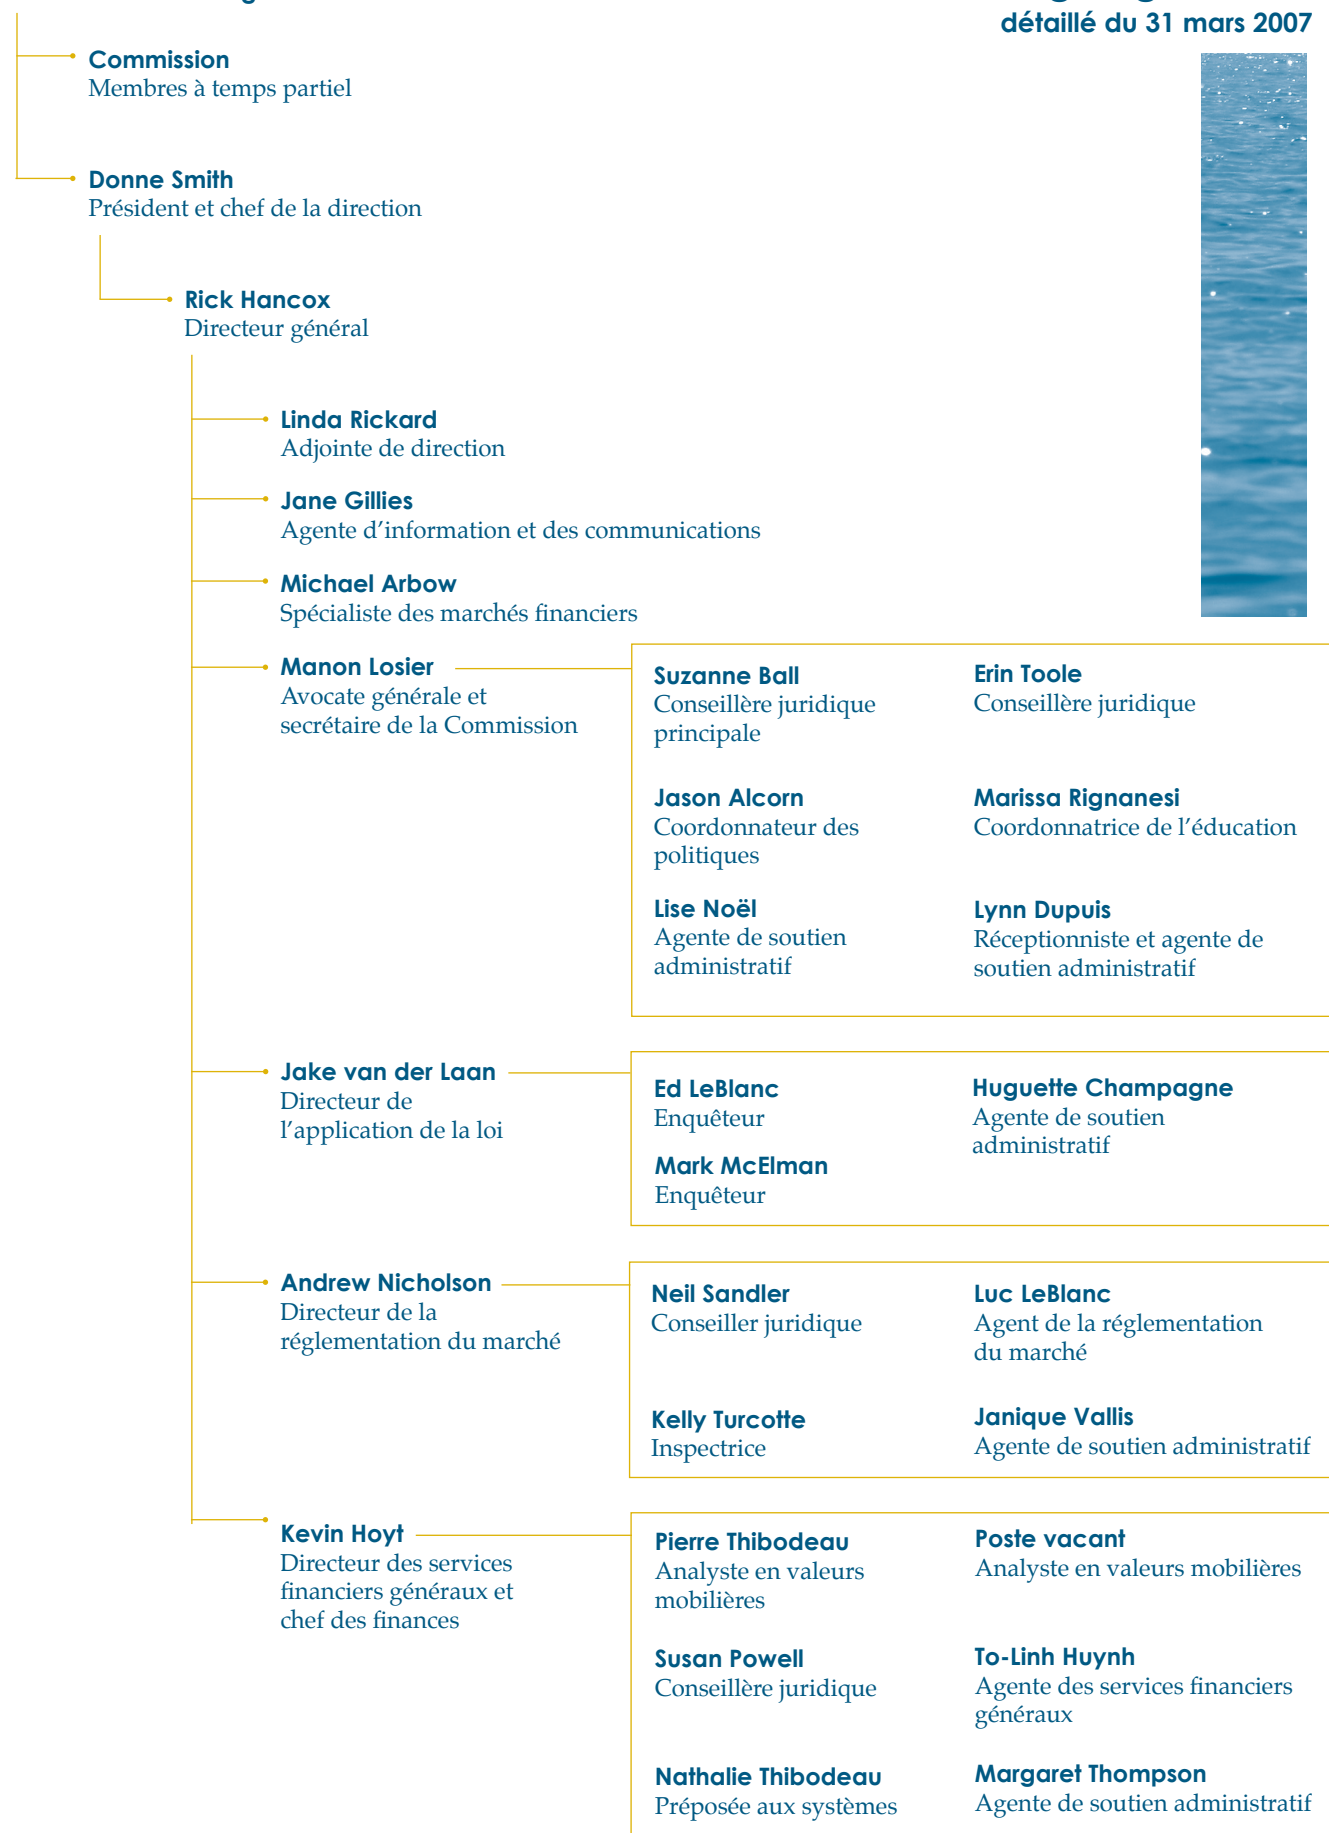 détaillé du 31 mars 2007
Commission
Membres à temps partiel
Donne Smith
Président et chef de la direction
Rick Hancox
Directeur général
Linda Rickard
Adjointe de direction
Jane Gillies
Agente d’information et des communications
Michael Arbow
Spécialiste des marchés financiers
Manon Losier
Avocate générale et
secrétaire de la Commission
Suzanne Ball
Conseillère juridique
principale
Erin Toole
Conseillère juridique
Jason Alcorn
Coordonnateur des
politiques
Marissa Rignanesi
Coordonnatrice de l’éducation
Lise Noël
Agente de soutien
administratif
Lynn Dupuis
Réceptionniste et agente de
soutien administratif
Jake van der Laan
Directeur de
l’application de la loi
Ed LeBlanc
Enquêteur
Mark McElman
Enquêteur
Huguette Champagne
Agente de soutien
administratif
Andrew Nicholson
Directeur de la
réglementation du marché
Neil Sandler
Conseiller juridique
Luc LeBlanc
Agent de la réglementation
du marché
Kelly Turcotte
Inspectrice
Janique Vallis
Agente de soutien administratif
Kevin Hoyt
Directeur des services
financiers généraux et
chef des finances
Pierre Thibodeau
Analyste en valeurs
mobilières
Poste vacant
Analyste en valeurs mobilières
Susan Powell
Conseillère juridique
To-Linh Huynh
Agente des services financiers
généraux
Nathalie Thibodeau
Préposée aux systèmes
Margaret Thompson
Agente de soutien administratif